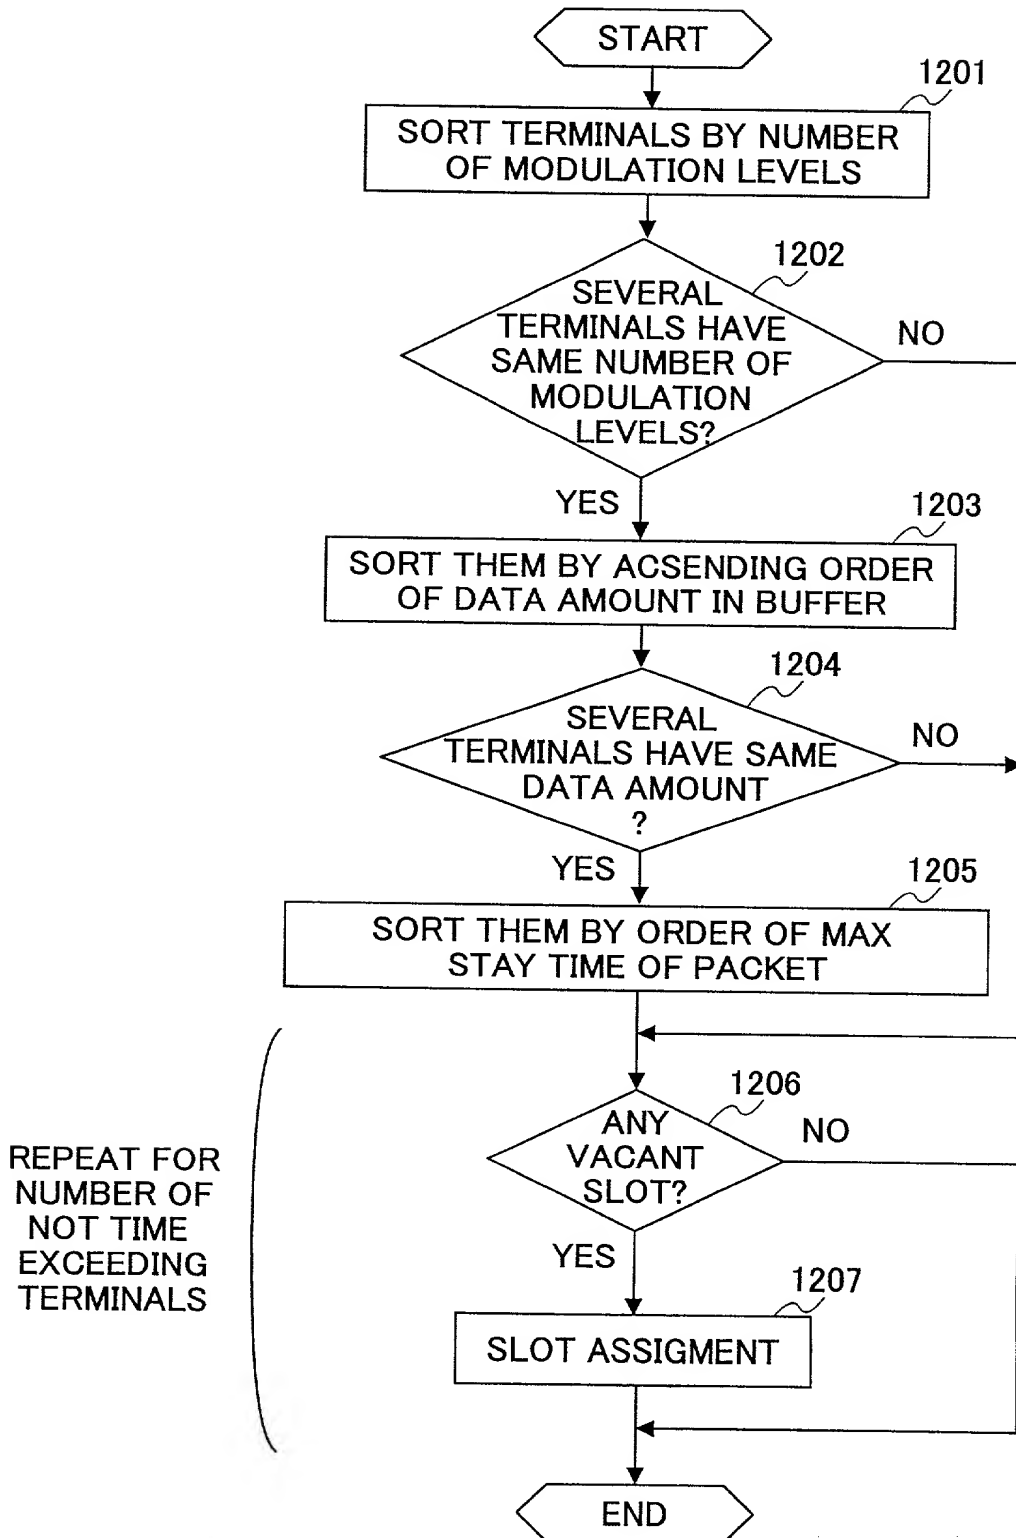 START
1201
SORT TERMINALS BY NUMBER
OF MODULATION LEVELS
1202
SEVERAL
TERMINALS HAVE
SAME NUMBER OF
MODULATION
LEVELS?
NO
YES
1203
SORT THEM BY ACSENDING ORDER
OF DATA AMOUNT IN BUFFER
1204
SEVERAL
TERMINALS HAVE SAME
DATA AMOUNT
?
NO
YES
1205
SORT THEM BY ORDER OF MAX
STAY TIME OF PACKET
1206
ANY
VACANT
SLOT?
NO
REPEAT FOR
NUMBER OF
NOT TIME
EXCEEDING
TERMINALS
YES
1207
SLOT ASSIGMENT
END